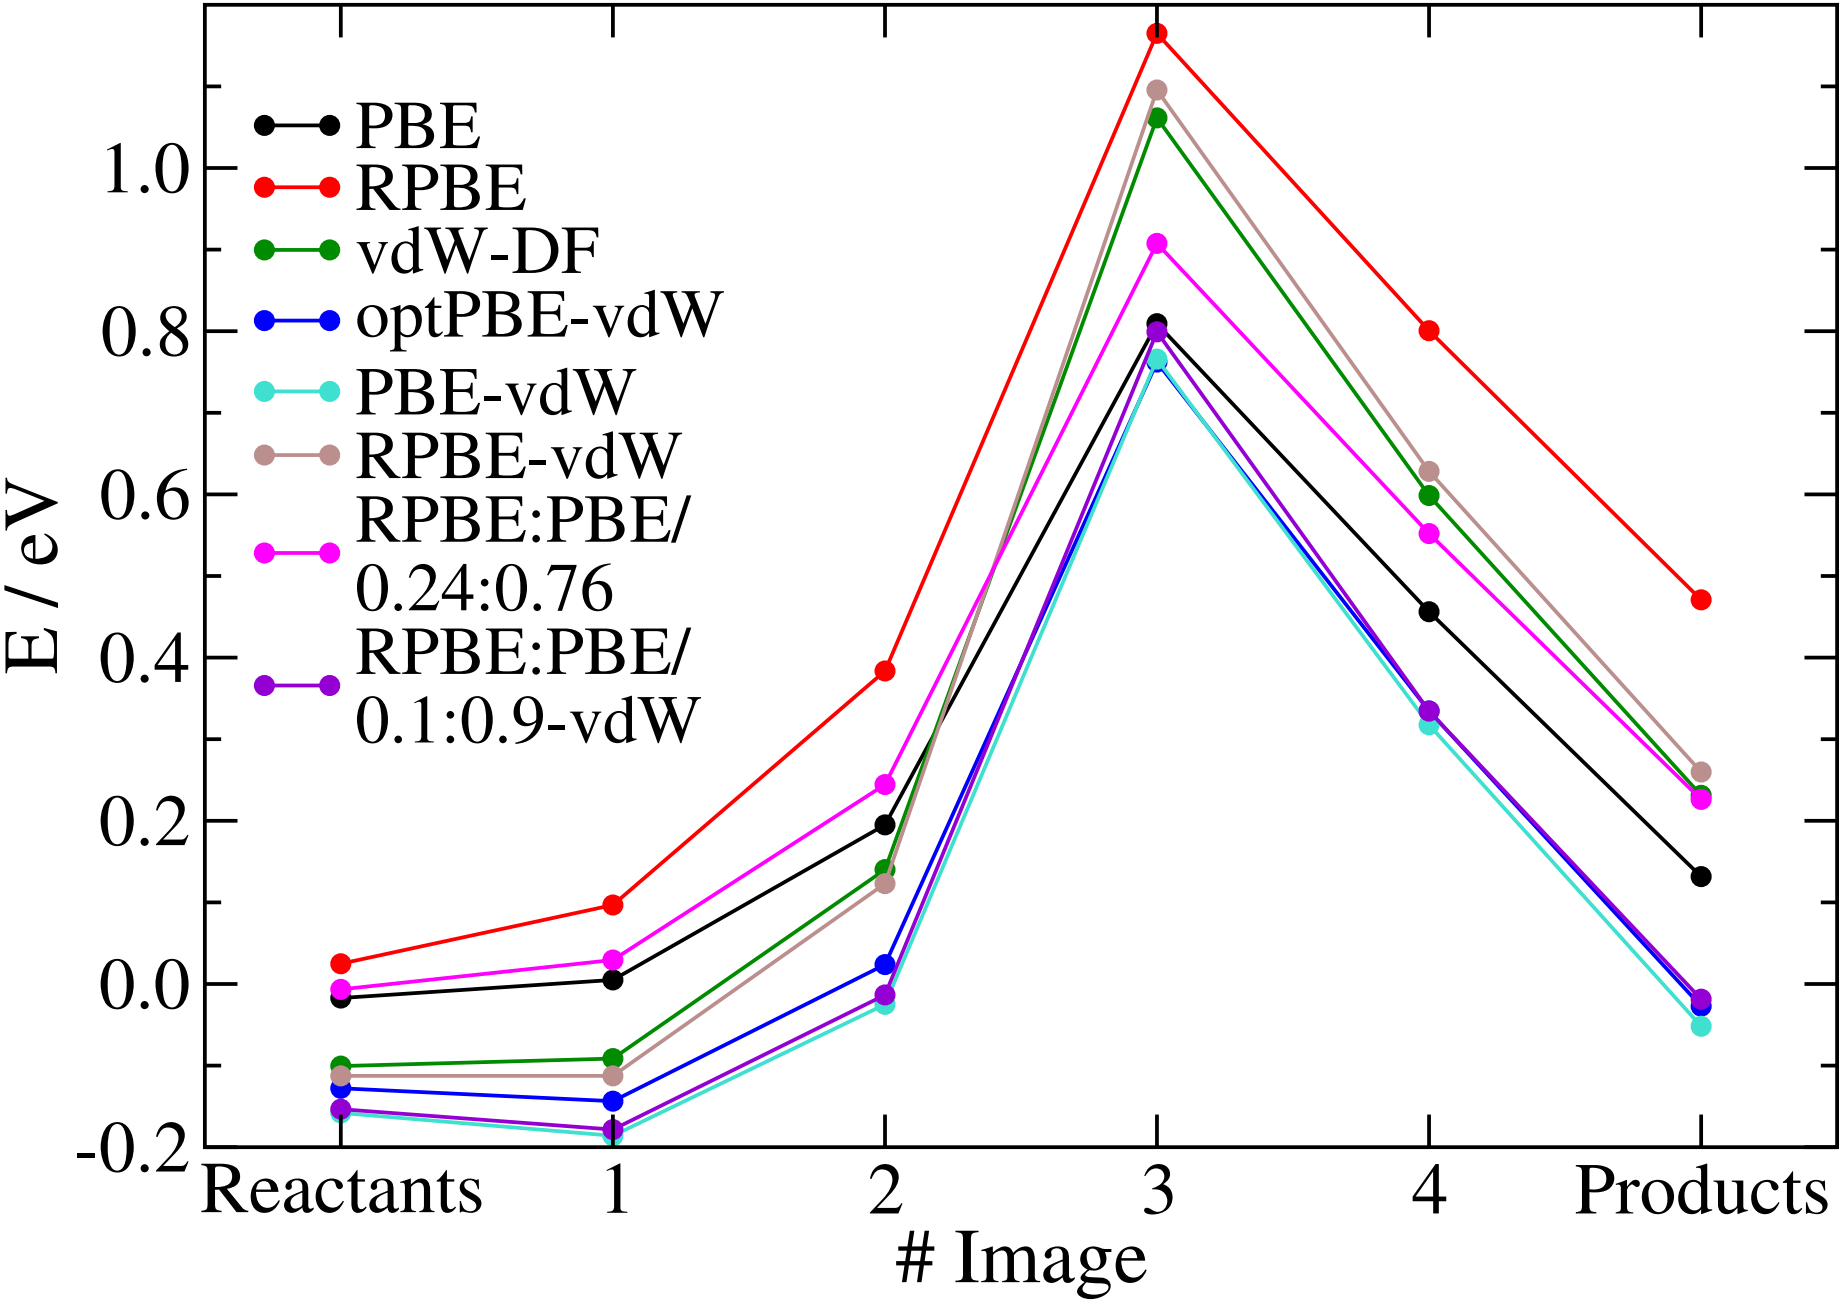 PBE
RPBE
vdW-DF
optPBE-vdW
PBE-vdW
RPBE-vdW
RPBE:PBE/
0.24:0.76
RPBE:PBE/
0.1:0.9-vdW
E / eV
1.0
0.8
0.6
0.4
0.2
0.0
-0.2
Reactants 1 2 3 4 Products
# Image